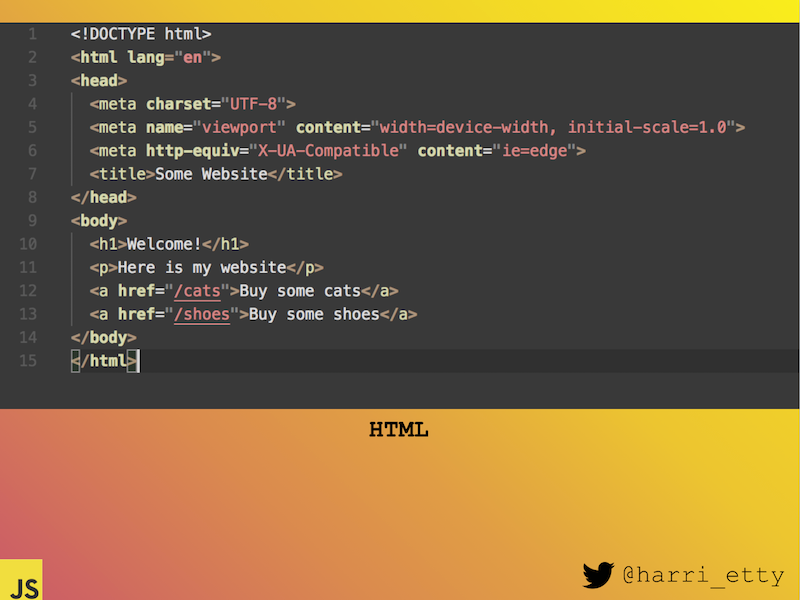 1 <!DOCTYPE html>
2 <html lang="en">
3 <head>
4 <meta charset="UTF-8">
5 <meta name="viewport" content="width=device-width, initial-scale=1.0">
6 <meta http-equiv="X-UA-Compatible" content="ie=edge">
7 <title>Some Website</title>
8 </head>
9 <body>
10 <h1>Welcome!</h1>
11 <p>Here is my website</p>
12 <a href="/cats">Buy some cats</a>
13 <a href="/shoes">Buy some shoes</a>
14 </body>
15 </html>
HTML
JS
@harri_etty